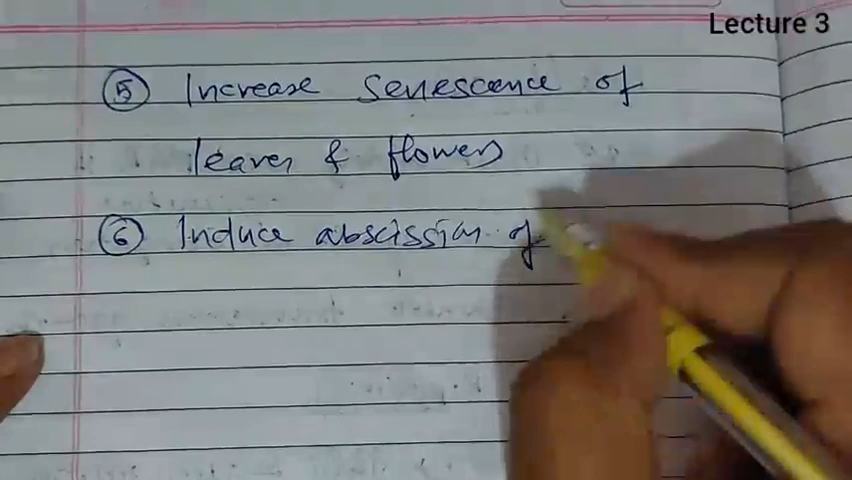 Lecture 3
⑤ Increase senescence of
leaves & flowers
⑥ Induce abscission of